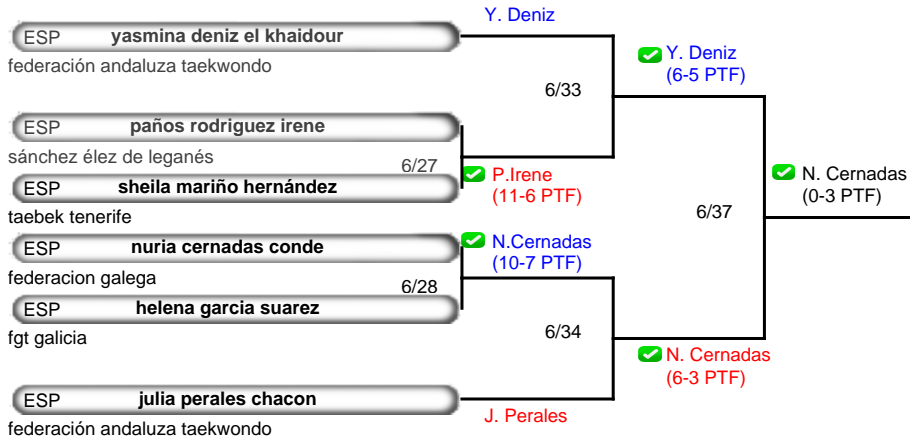 Y. Deniz
ESP yasmina deniz el khaidour
federación andaluza taekwondo
Y. Deniz
(6-5 PTF)
6/33
ESP paños rodriguez irene
sánchez élez de leganés
6/27
P.Irene
(11-6 PTF)
ESP sheila mariño hernández
taebek tenerife
N. Cernadas
(0-3 PTF)
6/37
ESP nuria cernadas conde
federacion galega
N.Cernadas
(10-7 PTF)
6/28
ESP helena garcia suarez
fgt galicia
6/34
N. Cernadas
(6-3 PTF)
ESP julia perales chacon
federación andaluza taekwondo
J. Perales